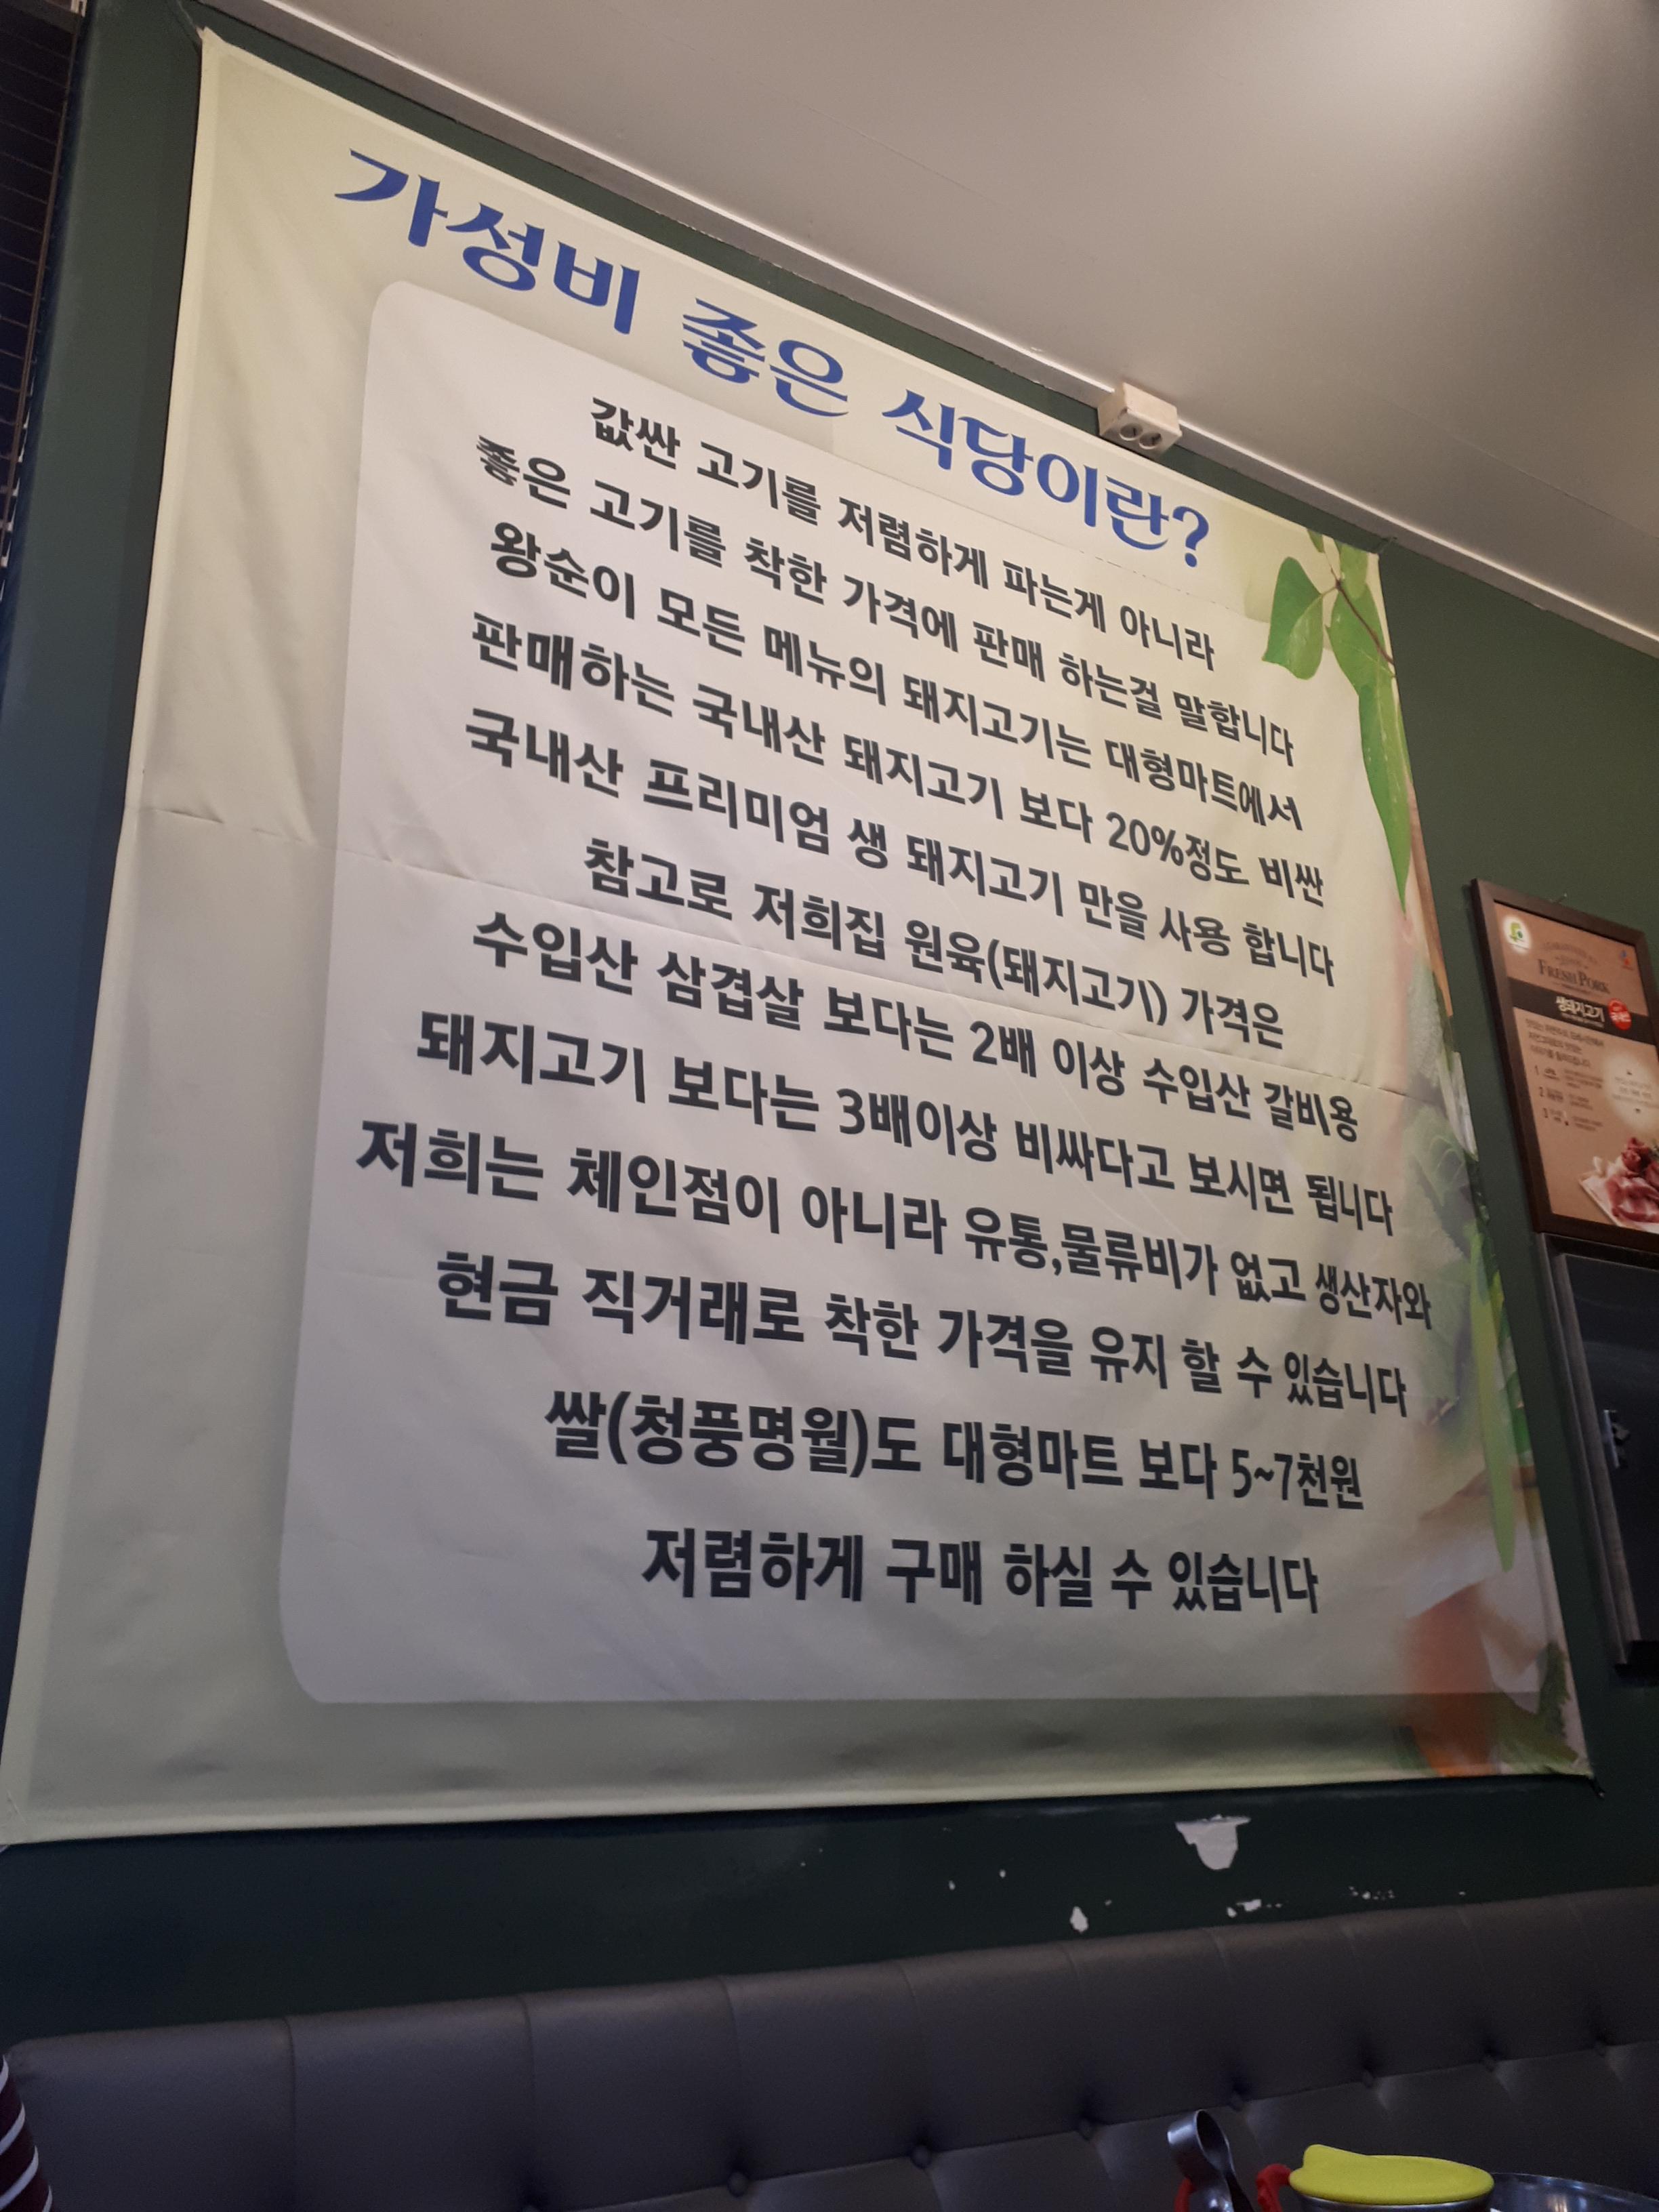 가성비 좋은 식당이란?
값싼 고기를 저렴하게 파는게 아니라
좋은 고기를 착한 가격에 판매 하는걸 말합니다
왕순이 모든 메뉴의 돼지고기는 대형마트에서
판매하는 국내산 돼지고기 보다 20%정도 비싼
국내산 프리미엄 생 돼지고기 만을 사용 합니다
참고로 저희집 원육(돼지고기) 가격은
수입산 삼겹살 보다는 2배 이상 수입산 갈비용
돼지고기 보다는 3배이상 비싸다고 보시면 됩니다
저희는 체인점이 아니라 유통,물류비가 없고 생산자와
현금 직거래로 착한 가격을 유지 할 수 있습니다
쌀(청풍명월)도 대형마트 보다 5~7천원
저렴하게 구매 하실 수 있습니다
FRESH PORK
생돼지고기